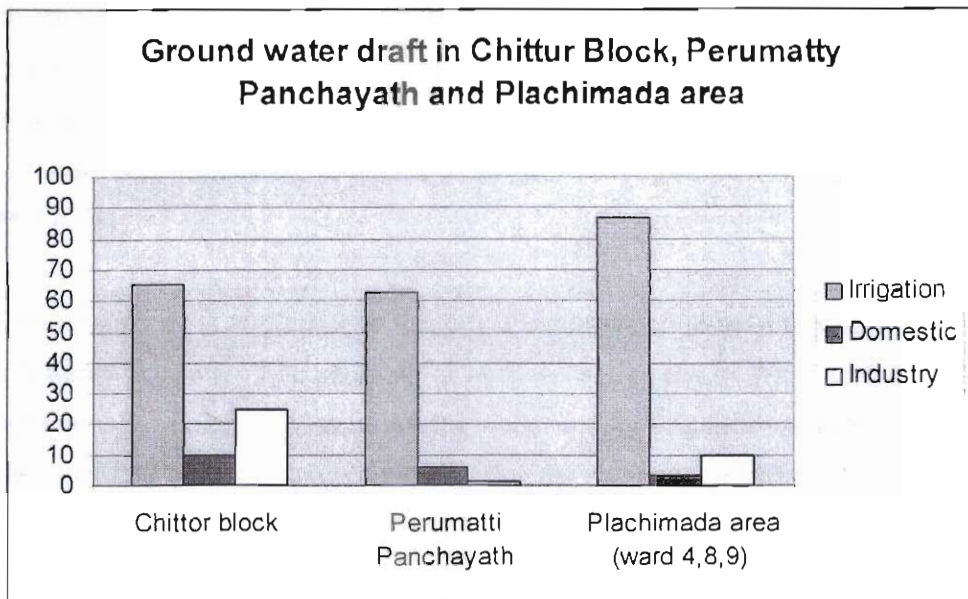 Ground water draft in Chittur Block, Perumatty
Panchayath and Plachimada area
100
90
80
70
60
50
40
30
20
10
0
Chittor block
Perumatti
Panchayath
Plachimada area
(ward 4,8,9)
Irrigation
Domestic
Industry